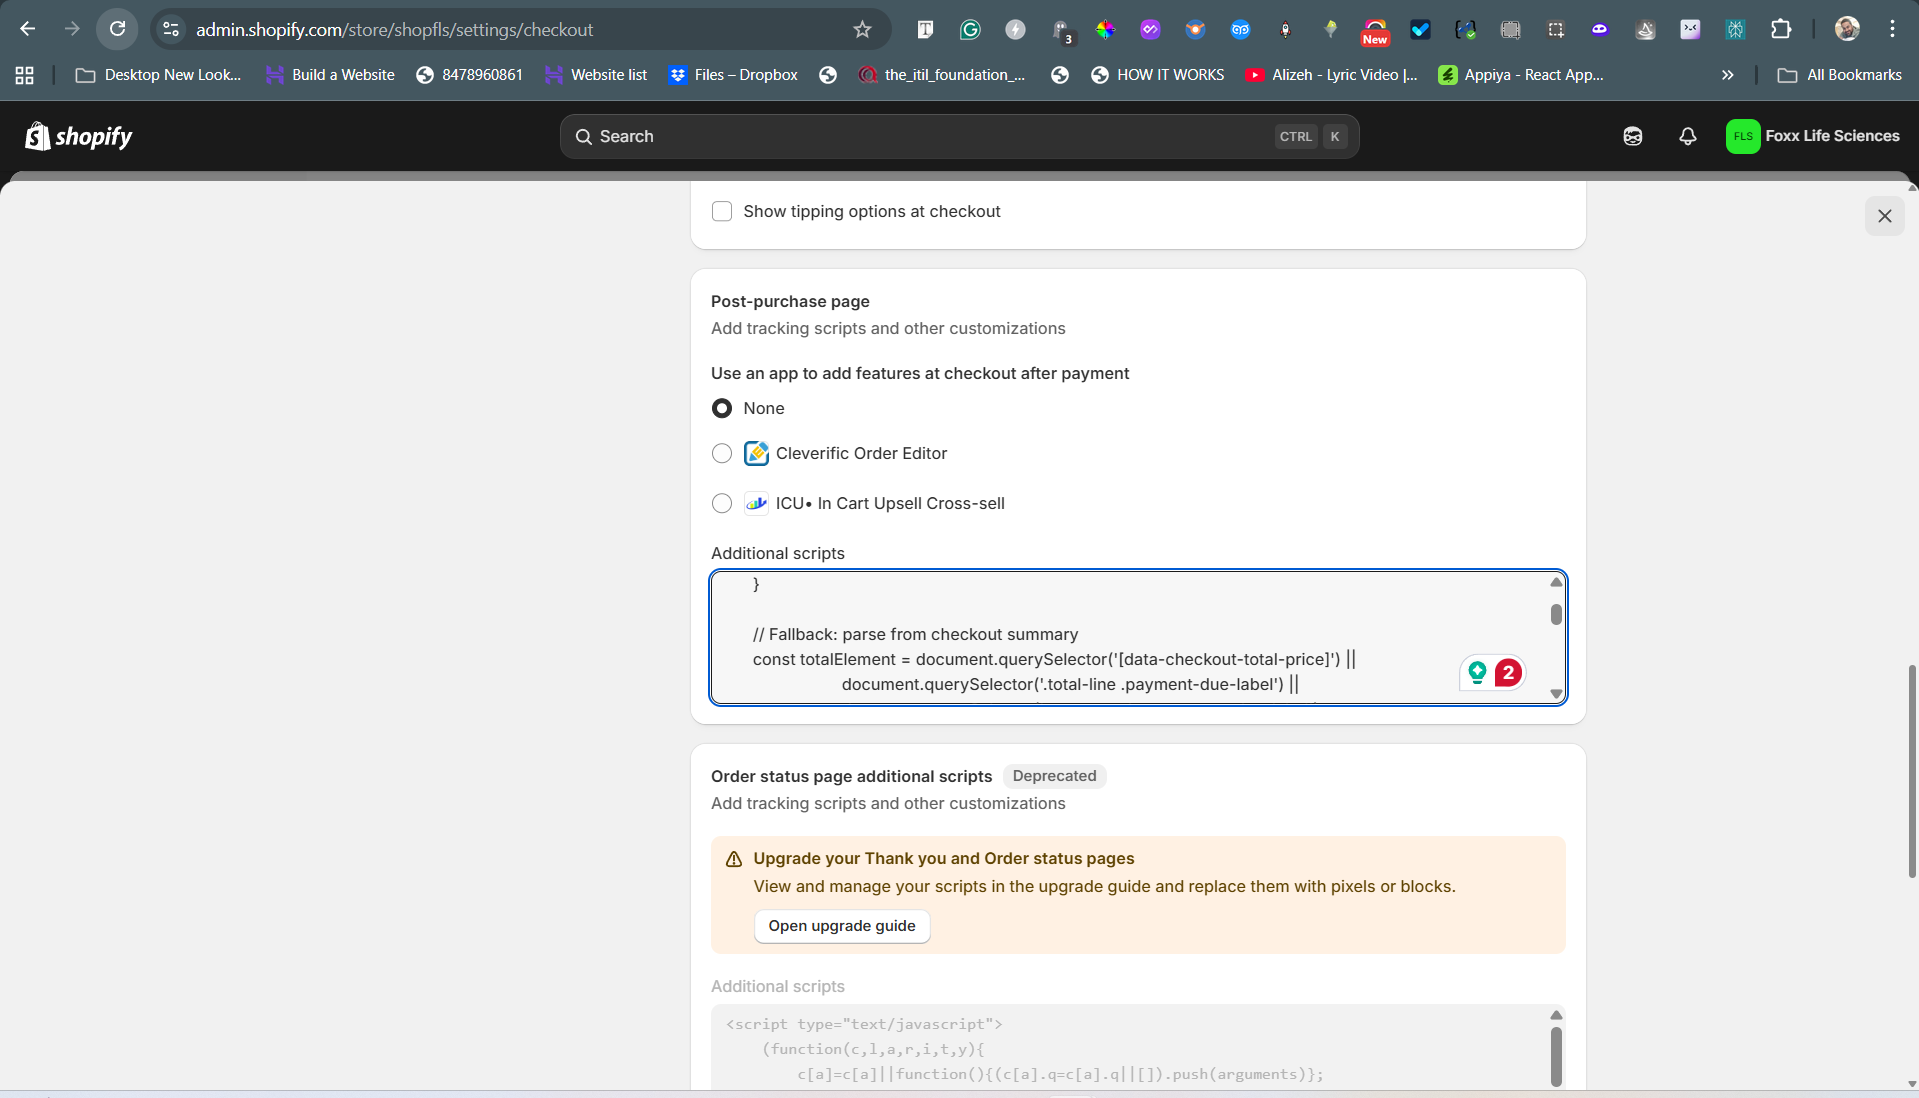 admin.shopify.com/store/shopfls/settings/checkout
3
New
Desktop New Look...
Build a Website
8478960861
Website list
Files – Dropbox
the_itil_foundation_...
HOW IT WORKS
Alizeh - Lyric Video |...
Appiya - React App...
All Bookmarks
shopify
Search
CTRL K
FLS
Foxx Life Sciences
Show tipping options at checkout
Post-purchase page
Add tracking scripts and other customizations
Use an app to add features at checkout after payment
None
Cleverific Order Editor
ICU• In Cart Upsell Cross-sell
Additional scripts
}
// Fallback: parse from checkout summary
const totalElement = document.querySelector('[data-checkout-total-price]') ||
document.querySelector('.total-line .payment-due-label') ||
2
Order status page additional scripts
Deprecated
Add tracking scripts and other customizations
Upgrade your Thank you and Order status pages
View and manage your scripts in the upgrade guide and replace them with pixels or blocks.
Open upgrade guide
Additional scripts
<script type="text/javascript">
(function(c,l,a,r,i,t,y){
c[a]=c[a]||function(){(c[a].q=c[a].q||[]).push(arguments)};